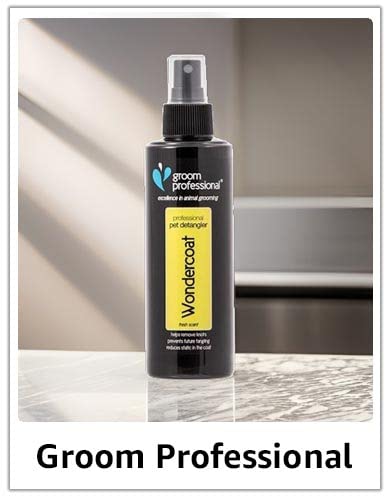 groom
professional®
excellence in animal grooming
professional
pet detangler
Wondercoat
fresh scent
helps remove knots
prevents future tangling
reduces static in the coat
Groom Professional